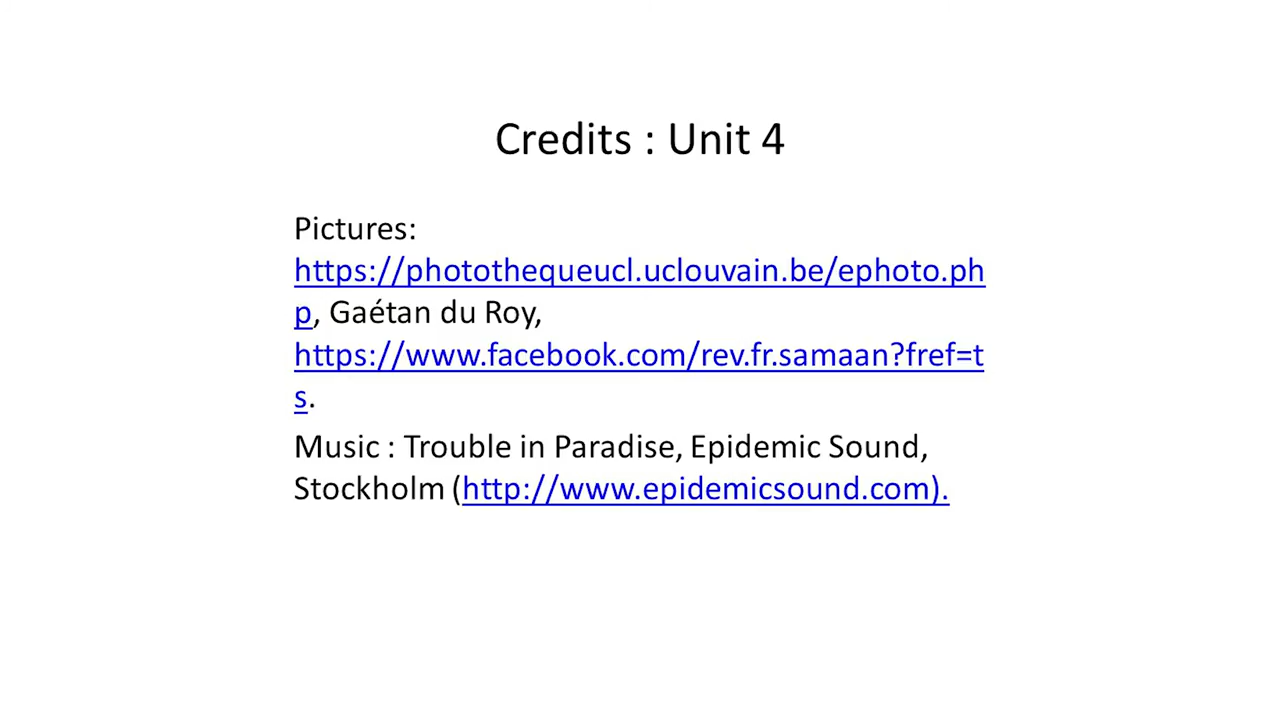 Credits : Unit 4
Pictures:
https://photothequeucl.uclouvain.be/ephoto.ph
p, Gaétan du Roy,
https://www.facebook.com/rev.fr.samaan?fref=t
s.
Music : Trouble in Paradise, Epidemic Sound,
Stockholm (http://www.epidemicsound.com).